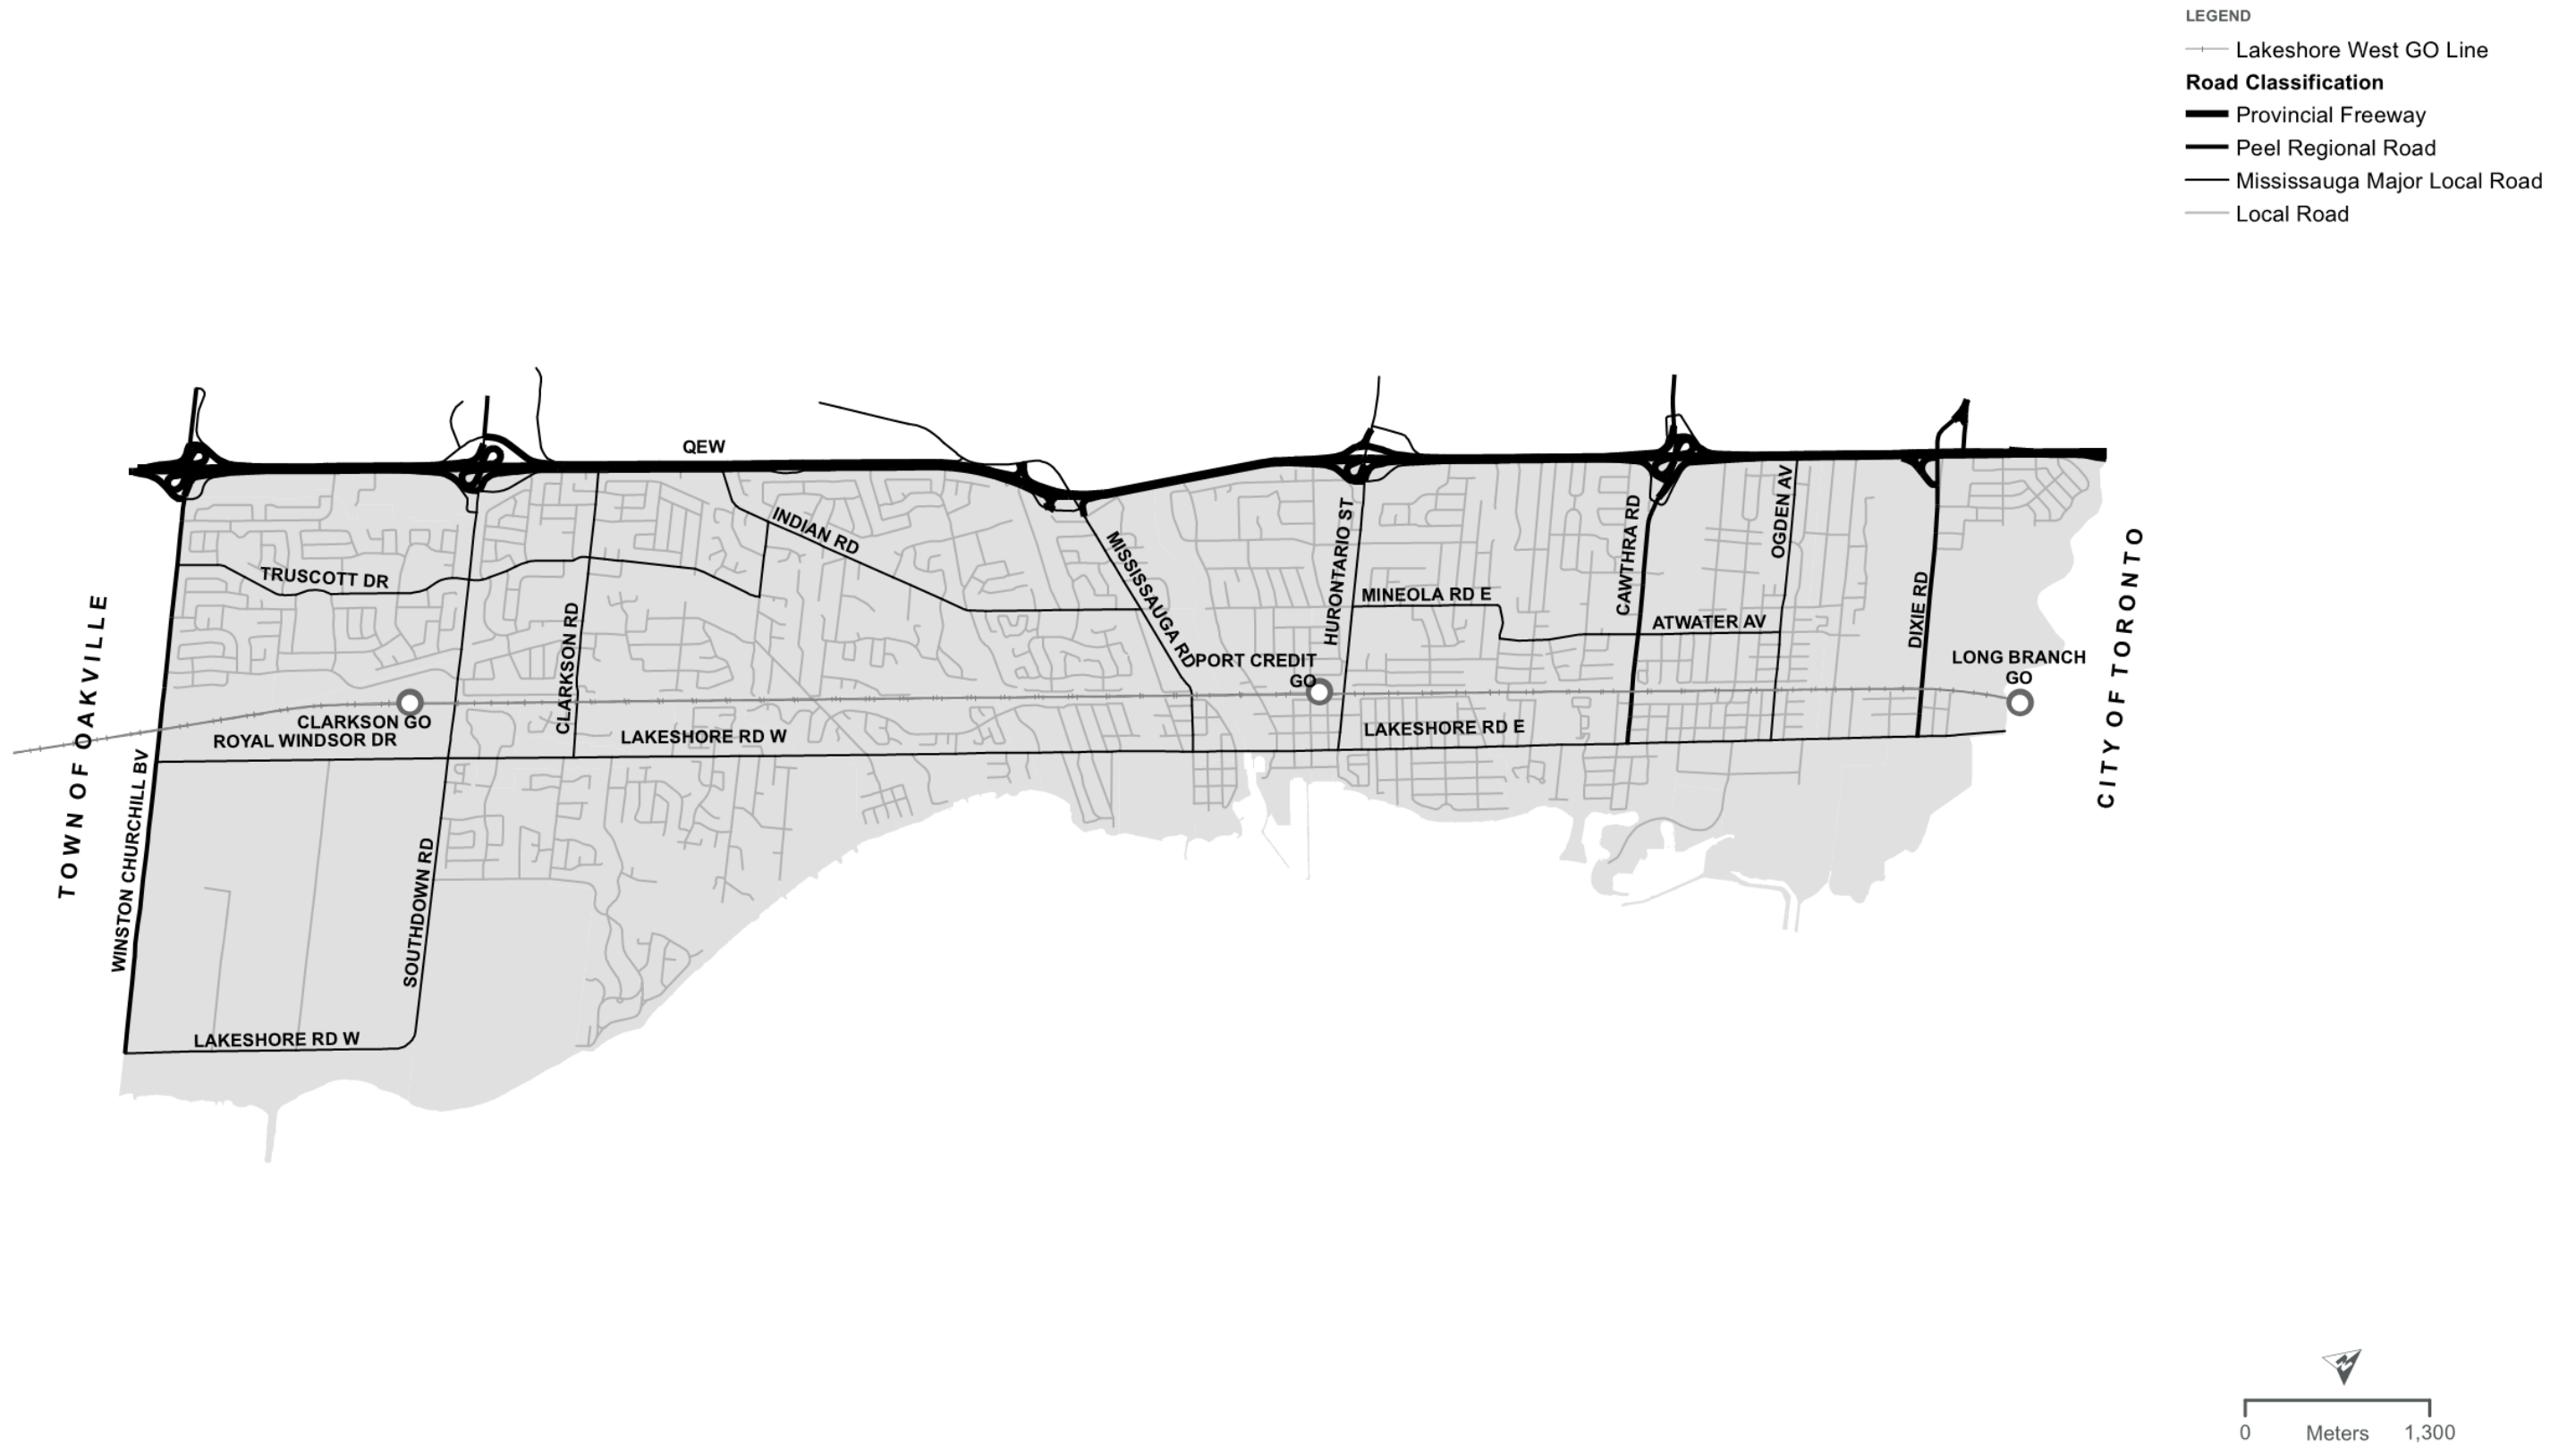 LEGEND
Lakeshore West GO Line
Road Classification
Provincial Freeway
Peel Regional Road
Mississauga Major Local Road
Local Road
QEW
INDIAN RD
TRUSCOTT DR
CLARKSON RD
MISSISSAUGA RD
HURONTARIO ST
MINEOLA RD E
CAWTHRA RD
OGDEN AV
ATWATER AV
DIXIE RD
PORT CREDIT
GO
LONG BRANCH
GO
CLARKSON GO
ROYAL WINDSOR DR
LAKESHORE RD W
LAKESHORE RD E
TOWN OF OAKVILLE
CITY OF TORONTO
WINSTON CHURCHILL BV
SOUTHDOWN RD
LAKESHORE RD W
N
0 Meters 1,300